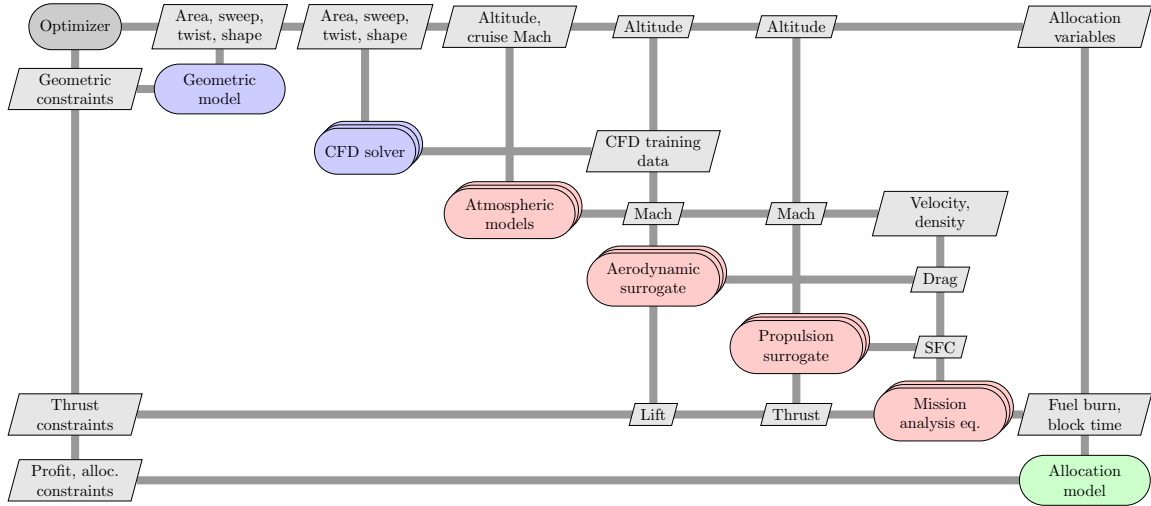 Optimizer
Area, sweep,
twist, shape
Area, sweep,
twist, shape
Altitude,
cruise Mach
Altitude
Altitude
Allocation
variables
Geometric
constraints
Geometric
model
CFD solver
CFD training
data
Atmospheric
models
Mach
Mach
Velocity,
density
Aerodynamic
surrogate
Drag
Propulsion
surrogate
SFC
Thrust
constraints
Lift
Thrust
Mission
analysis eq.
Fuel burn,
block time
Profit, alloc.
constraints
Allocation
model